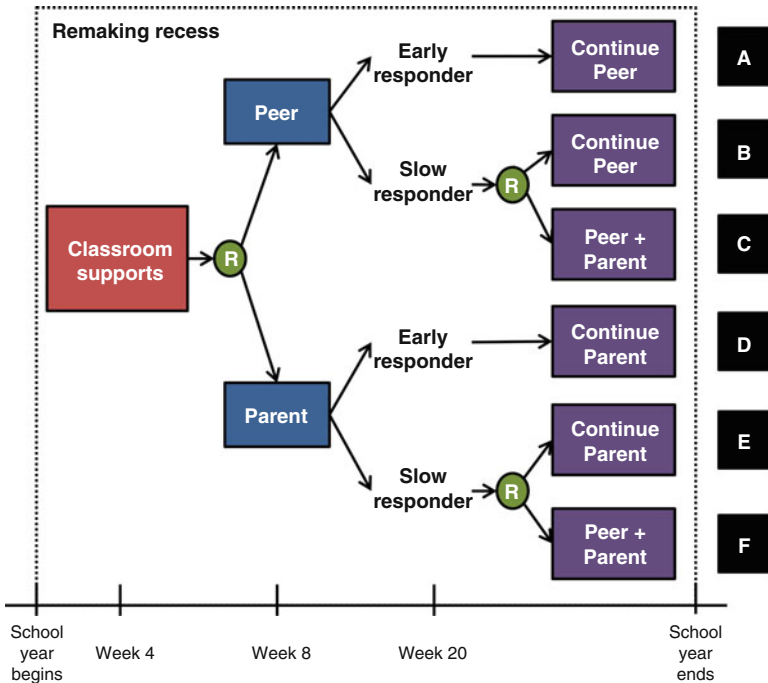 Remaking recess
Early
responder
Continue
Peer
A
Peer
Slow
responder
R
Continue
Peer
B
Peer +
Parent
C
Classroom
supports
R
Early
responder
Continue
Parent
D
Parent
Slow
responder
R
Continue
Parent
E
Peer +
Parent
F
School
year
begins
Week 4
Week 8
Week 20
School
year
ends